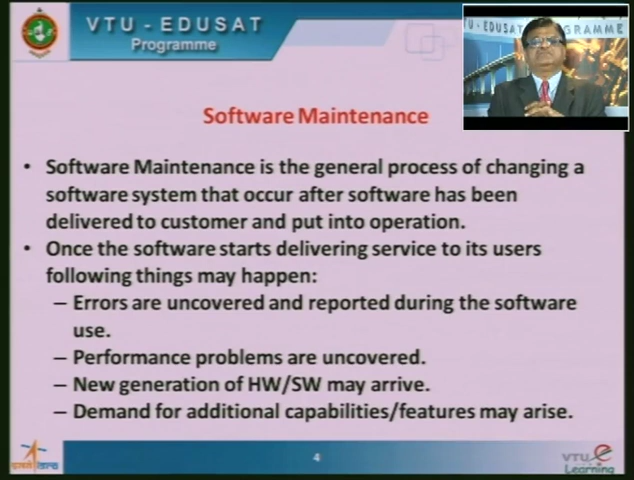 VTU - EDUSAT
Programme
Software Maintenance
• Software Maintenance is the general process of changing a
software system that occur after software has been
delivered to customer and put into operation.
• Once the software starts delivering service to its users
following things may happen:
– Errors are uncovered and reported during the software
use.
– Performance problems are uncovered.
– New generation of HW/SW may arrive.
– Demand for additional capabilities/features may arise.
4
VTU e
Learning